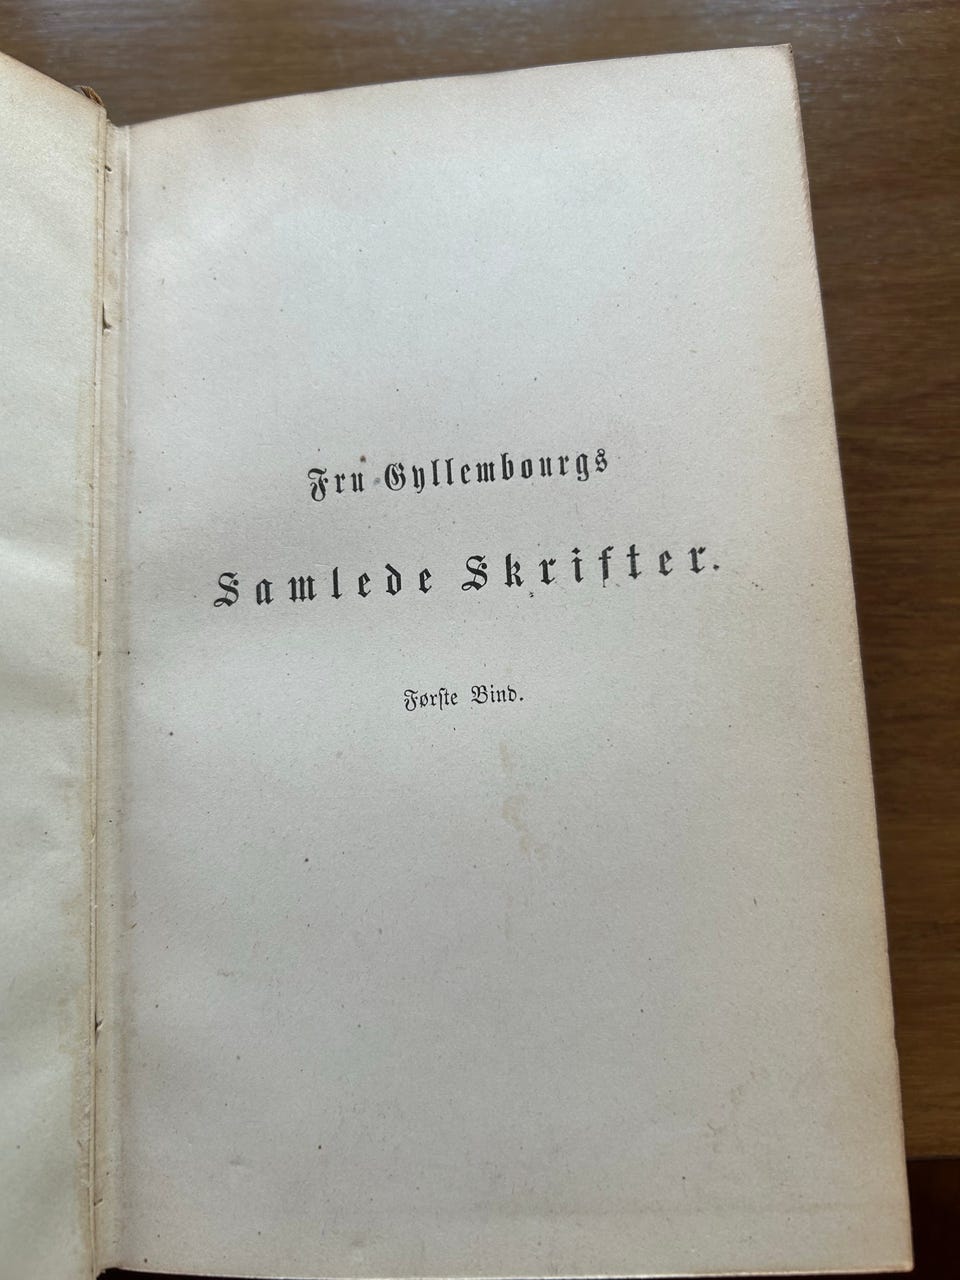 Fru Gyllembourgs
Samlede Skrifter.
Første Bind.